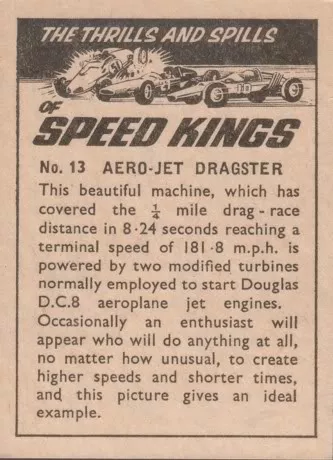 THE THRILLS AND SPILLS
OF
SPEED KINGS
No. 13 AERO-JET DRAGSTER
This beautiful machine, which has
covered the ¼ mile drag-race
distance in 8·24 seconds reaching a
terminal speed of 181·8 m.p.h. is
powered by two modified turbines
normally employed to start Douglas
D.C.8 aeroplane jet engines.
Occasionally an enthusiast will
appear who will do anything at all,
no matter how unusual, to create
higher speeds and shorter times,
and this picture gives an ideal
example.